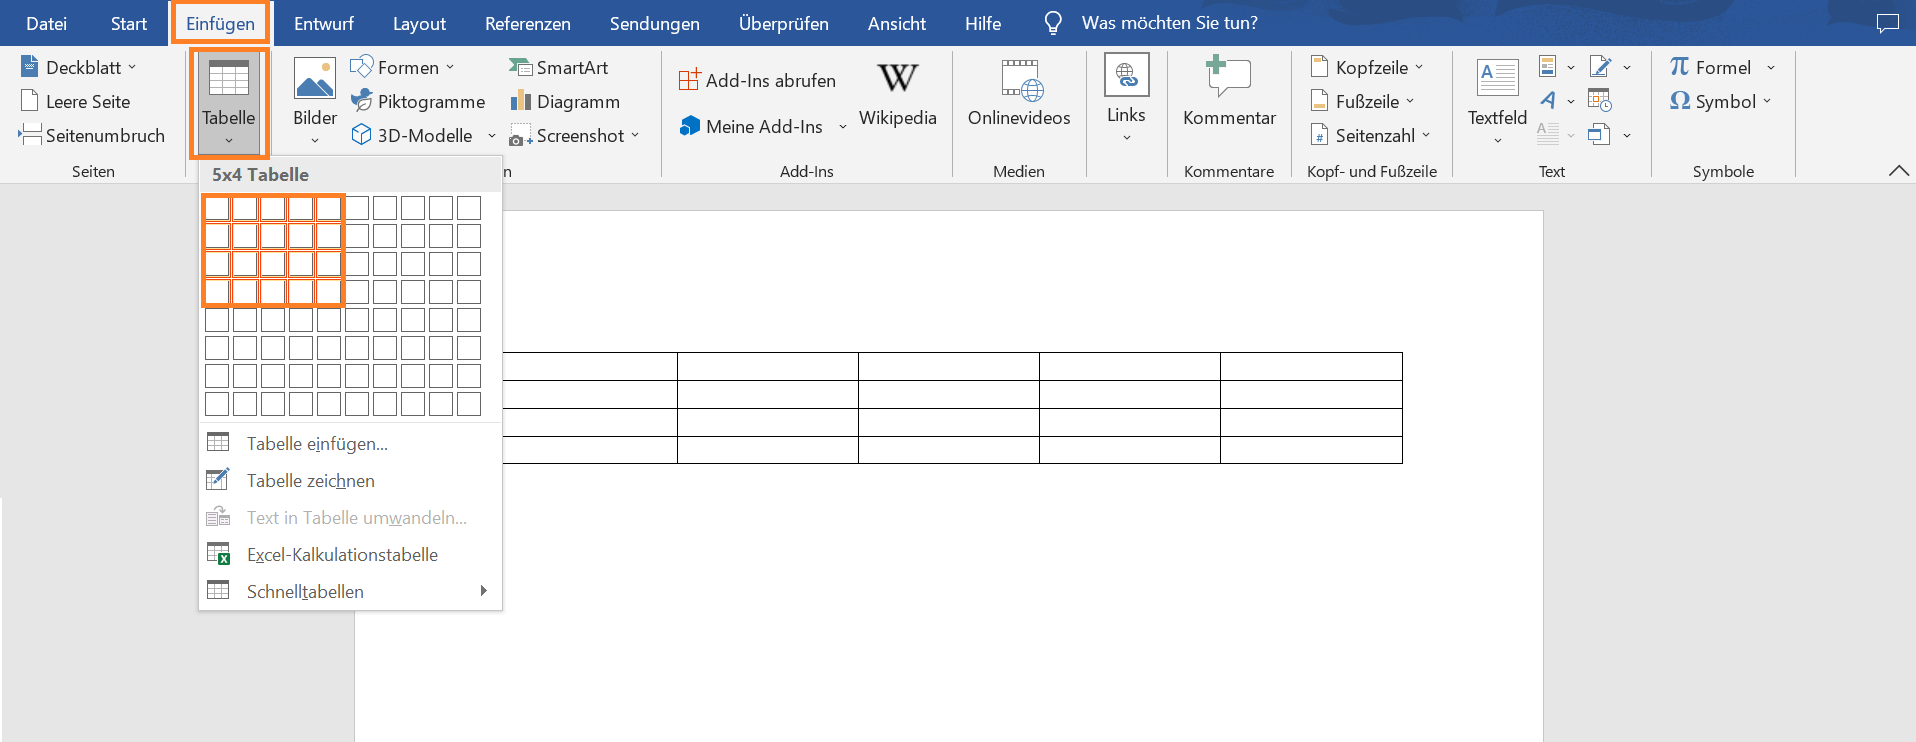 Datei Start Einfügen Entwurf Layout Referenzen Sendungen Überprüfen Ansicht Hilfe Was möchten Sie tun?
Deckblatt
Leere Seite
Seitenumbruch
Seiten
Tabelle
Bilder
Formen
Piktogramme
3D-Modelle
SmartArt
Diagramm
Screenshot
n
Add-Ins abrufen
Meine Add-Ins
Wikipedia
Add-Ins
Onlinevideos
Medien
Links
Kommentar
Kommentare
Kopfzeile
Fußzeile
Seitenzahl
Kopf- und Fußzeile
Textfeld
Text
Formel
Symbol
Symbole
5x4 Tabelle
Tabelle einfügen...
Tabelle zeichnen
Text in Tabelle umwandeln...
Excel-Kalkulationstabelle
Schnelltabellen